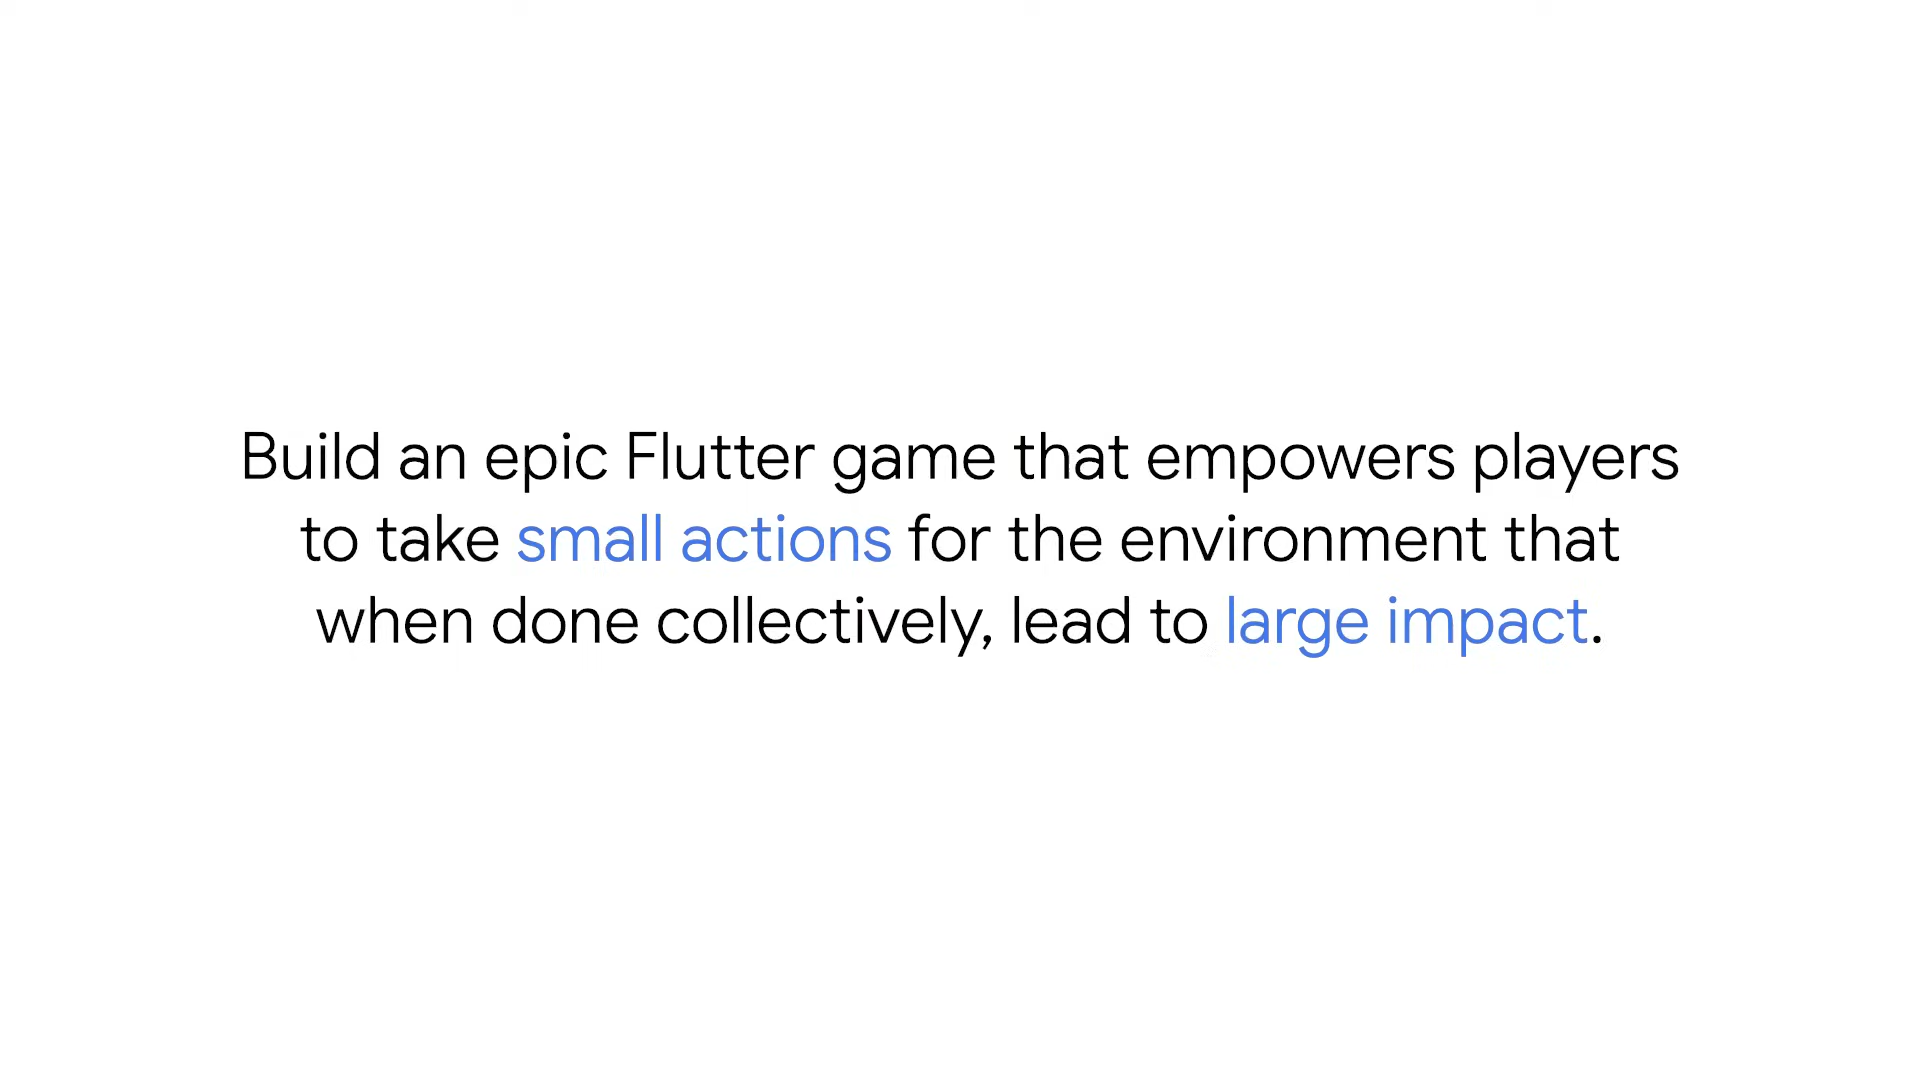 Build an epic Flutter game that empowers players
to take small actions for the environment that
when done collectively, lead to large impact.